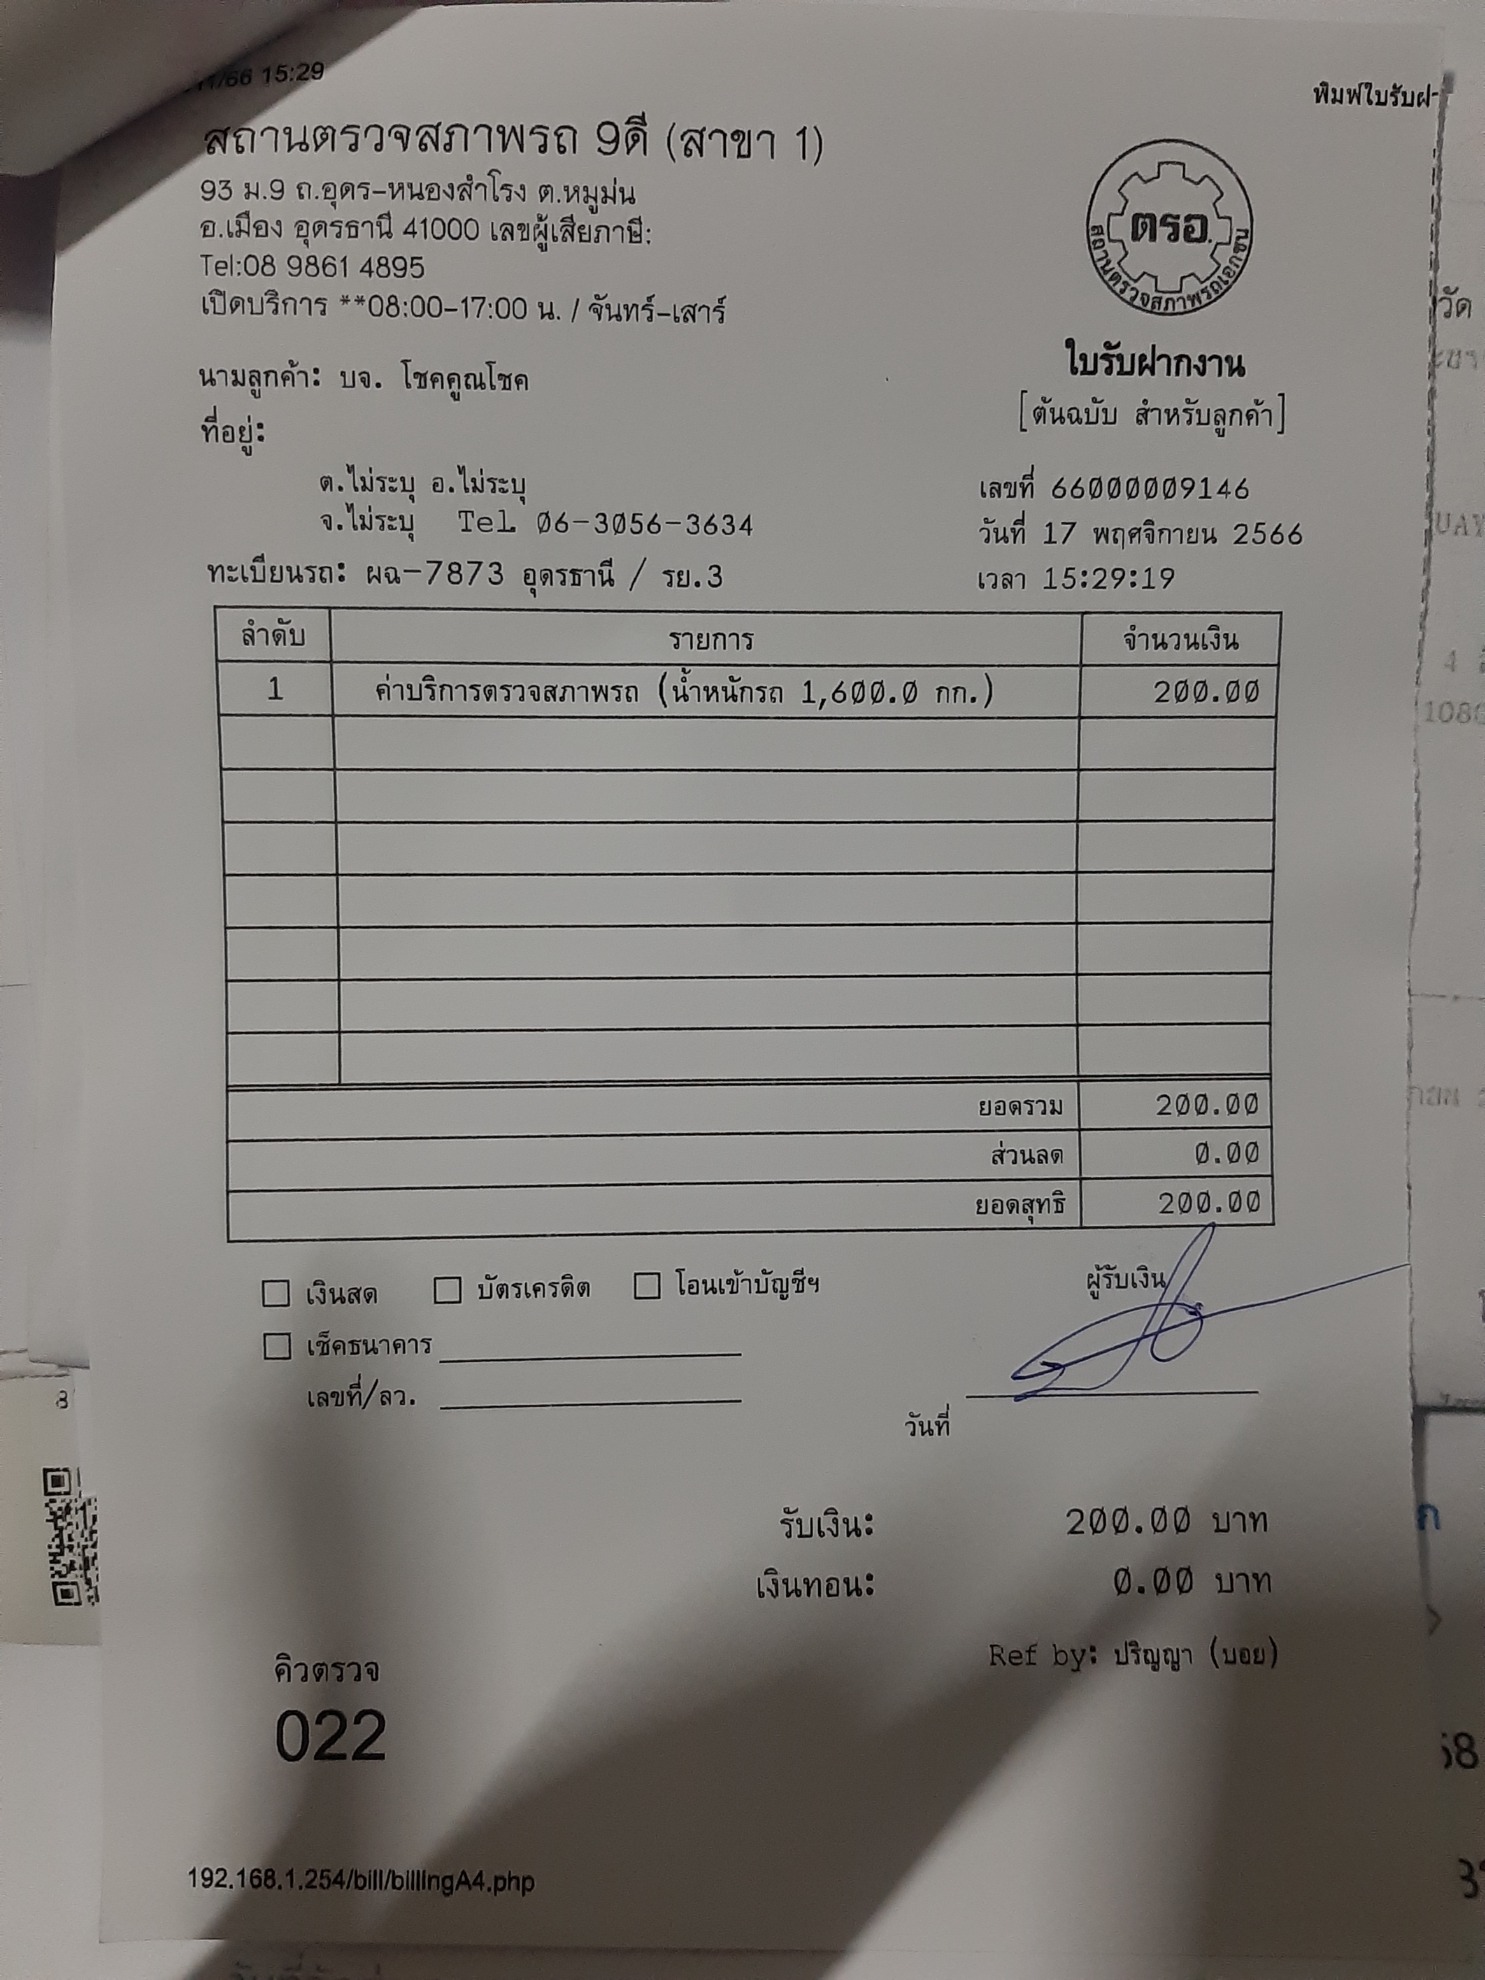 11/66 15:29
พิมพ์ใบรับฝ
สถานตรวจสภาพรถ 9ดี (สาขา 1)
93 ม.9 ถ.อุดร-หนองสำโรง ต.หมูม่น
อ.เมือง อุดรธานี 41000 เลขผู้เสียภาษี:
Tel:08 9861 4895
เปิดบริการ **08:00-17:00 น. / จันทร์-เสาร์
ตรอ.
สถานตรวจสภาพรถเอกชน
ใบรับฝากงาน
[ต้นฉบับ สำหรับลูกค้า]
นามลูกค้า: บจ. โชคคูณโชค
ที่อยู่:
ต.ไม่ระบุ อ.ไม่ระบุ
จ.ไม่ระบุ Tel. 06-3056-3634
ทะเบียนรถ: ผฉ-7873 อุดรธานี / รย.3
เลขที่ 66000009146
วันที่ 17 พฤศจิกายน 2566
เวลา 15:29:19
ลำดับ รายการ จำนวนเงิน
1 ค่าบริการตรวจสภาพรถ (น้ำหนักรถ 1,600.0 กก.) 200.00
ยอดรวม 200.00
ส่วนลด 0.00
ยอดสุทธิ 200.00
เงินสด บัตรเครดิต โอนเข้าบัญชีฯ
เช็คธนาคาร
เลขที่/ลว.
ผู้รับเงิน
วันที่
รับเงิน: 200.00 บาท
เงินทอน: 0.00 บาท
Ref by: ปริญญา (บอย)
คิวตรวจ
022
192.168.1.254/bill/billingA4.php